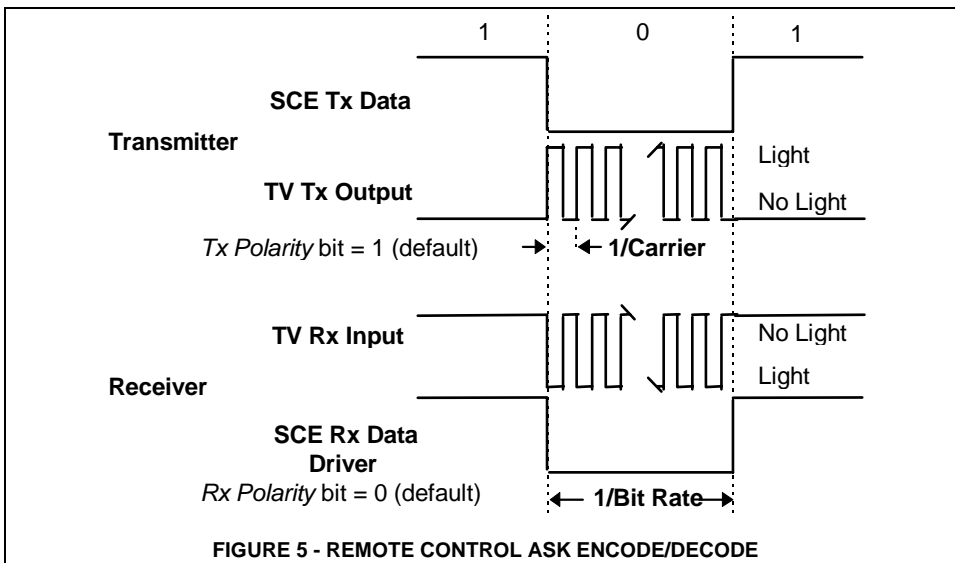 1 0 1
SCE Tx Data
Transmitter
Light
TV Tx Output
No Light
Tx Polarity bit = 1 (default)
1/Carrier
TV Rx Input
No Light
Light
Receiver
SCE Rx Data
Driver
Rx Polarity bit = 0 (default)
1/Bit Rate
FIGURE 5 - REMOTE CONTROL ASK ENCODE/DECODE